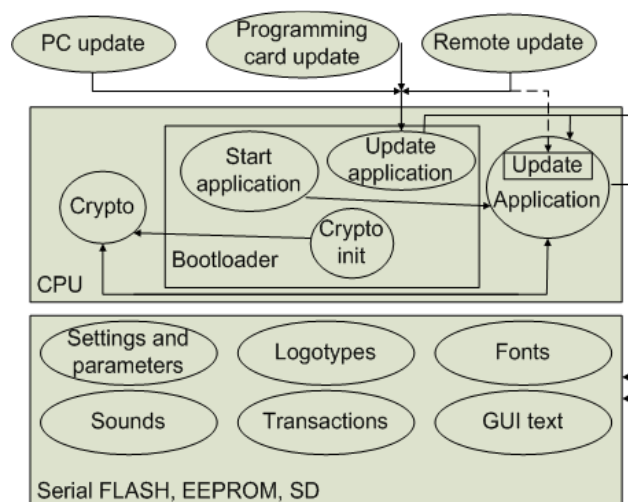 PC update
Programming
card update
Remote update
Start
application
Update
application
Update
Application
Crypto
Crypto
init
Bootloader
CPU
Settings and
parameters
Logotypes
Fonts
Sounds
Transactions
GUI text
Serial FLASH, EEPROM, SD